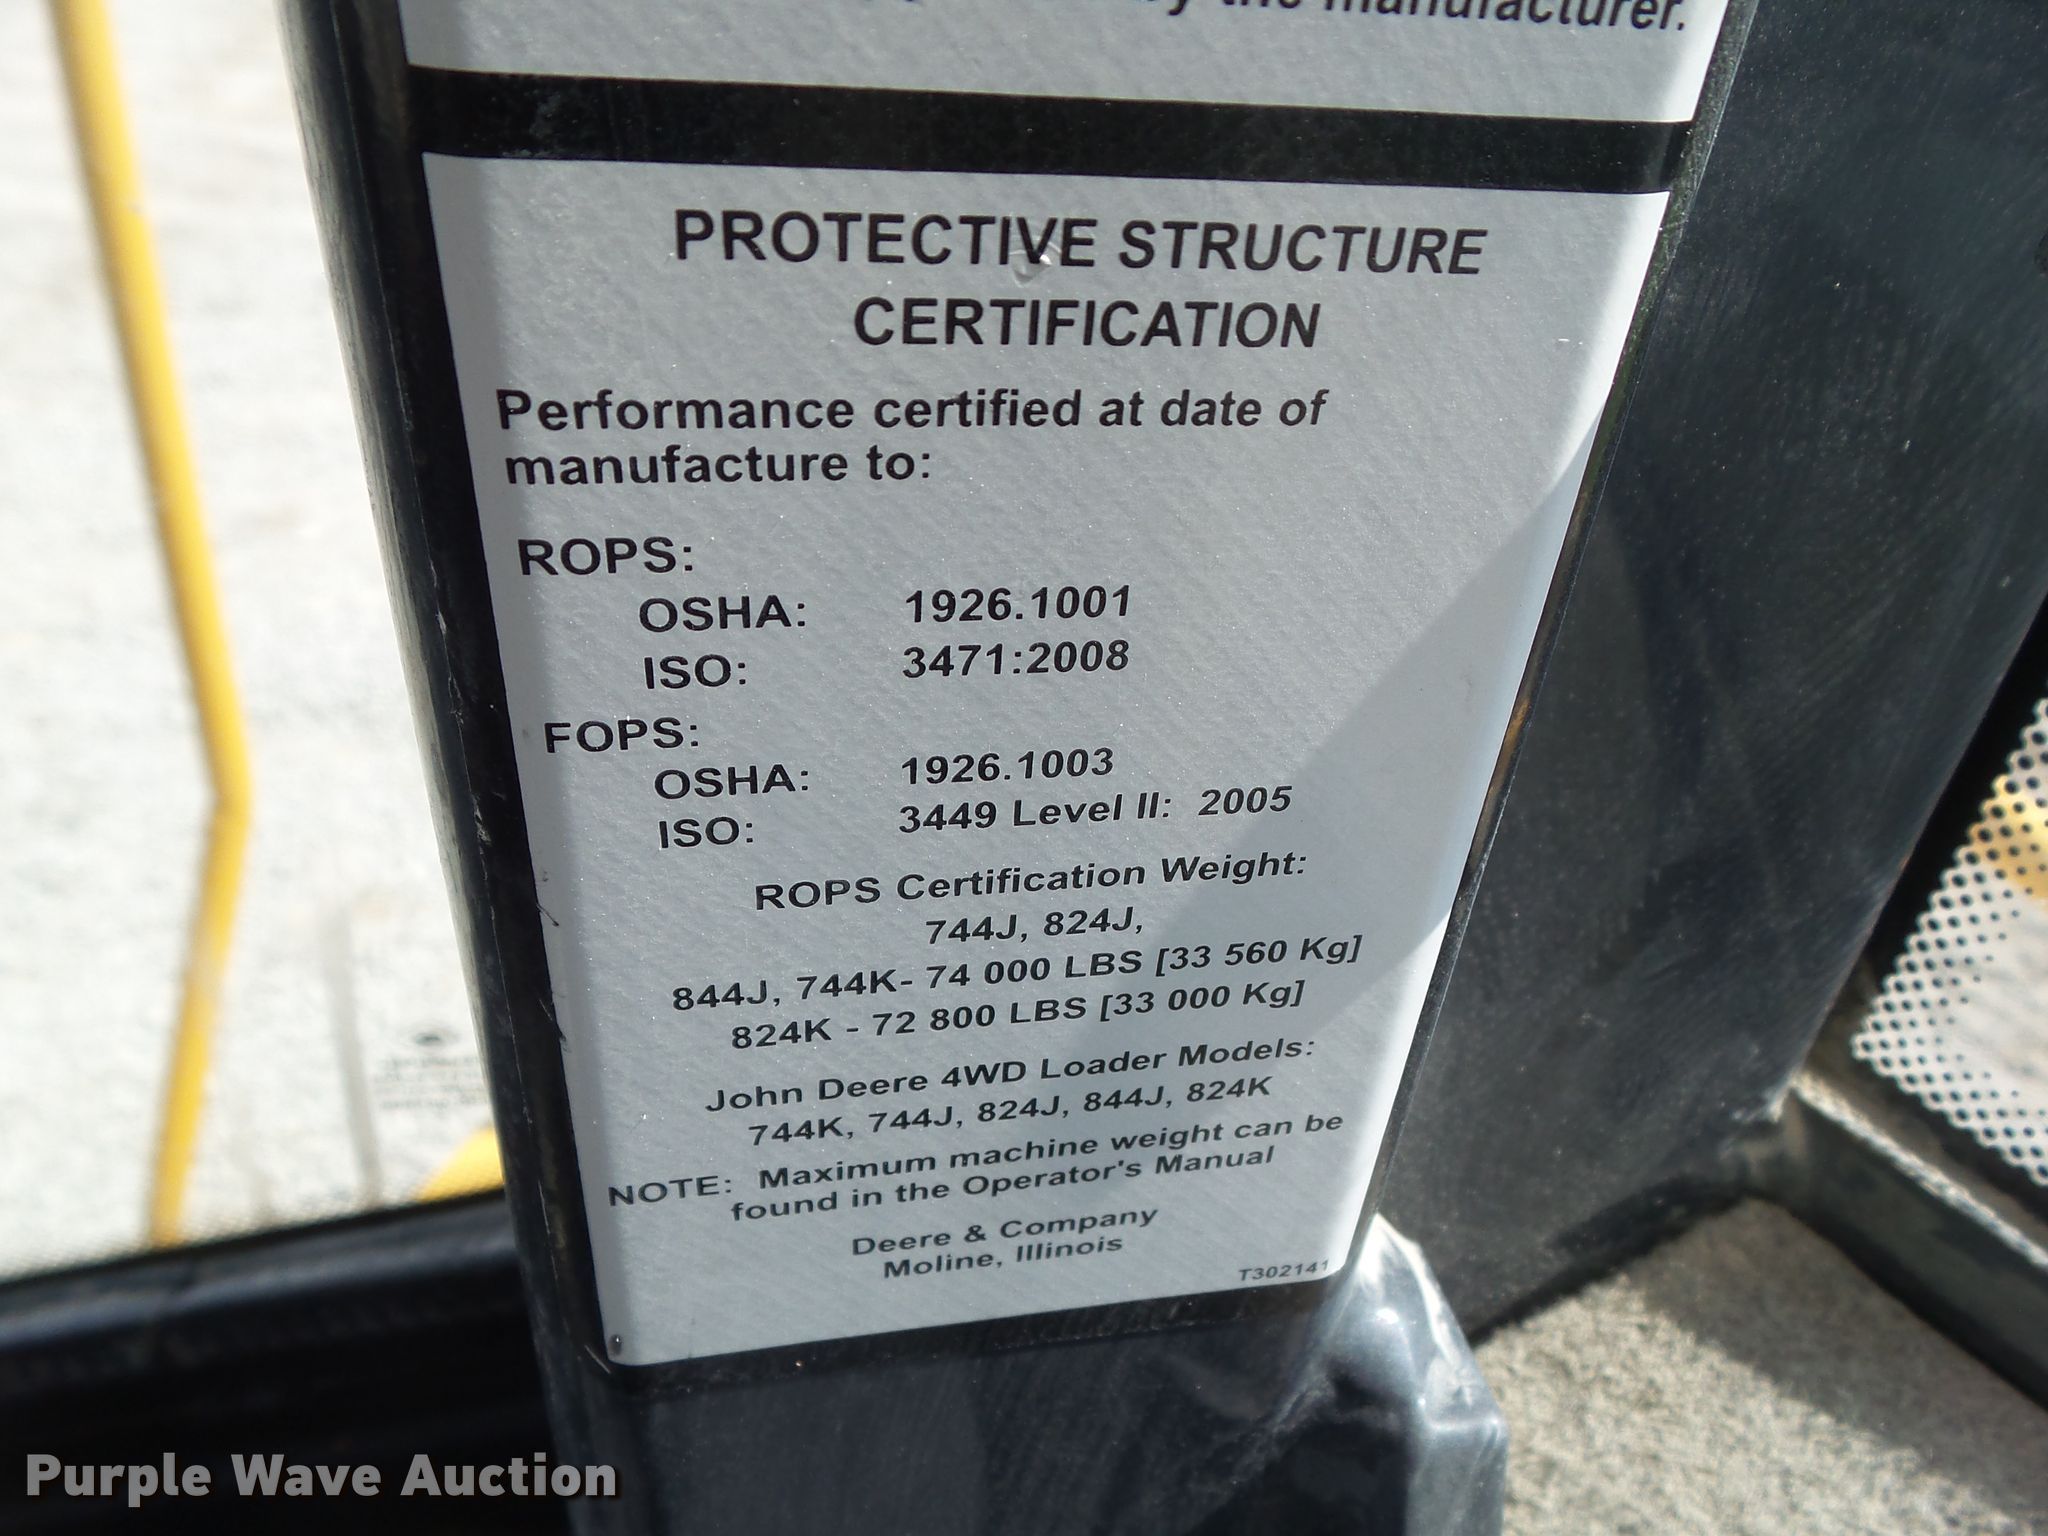 by the manufacturer.
PROTECTIVE STRUCTURE
CERTIFICATION
Performance certified at date of
manufacture to:
ROPS:
OSHA: 1926.1001
ISO: 3471:2008
FOPS:
OSHA: 1926.1003
ISO: 3449 Level II: 2005
ROPS Certification Weight:
744J, 824J,
844J, 744K- 74 000 LBS [33 560 Kg]
824K - 72 800 LBS [33 000 Kg]
John Deere 4WD Loader Models:
744K, 744J, 824J, 844J, 824K
NOTE: Maximum machine weight can be
found in the Operator's Manual
Deere & Company
Moline, Illinois
T302141
Purple Wave Auction